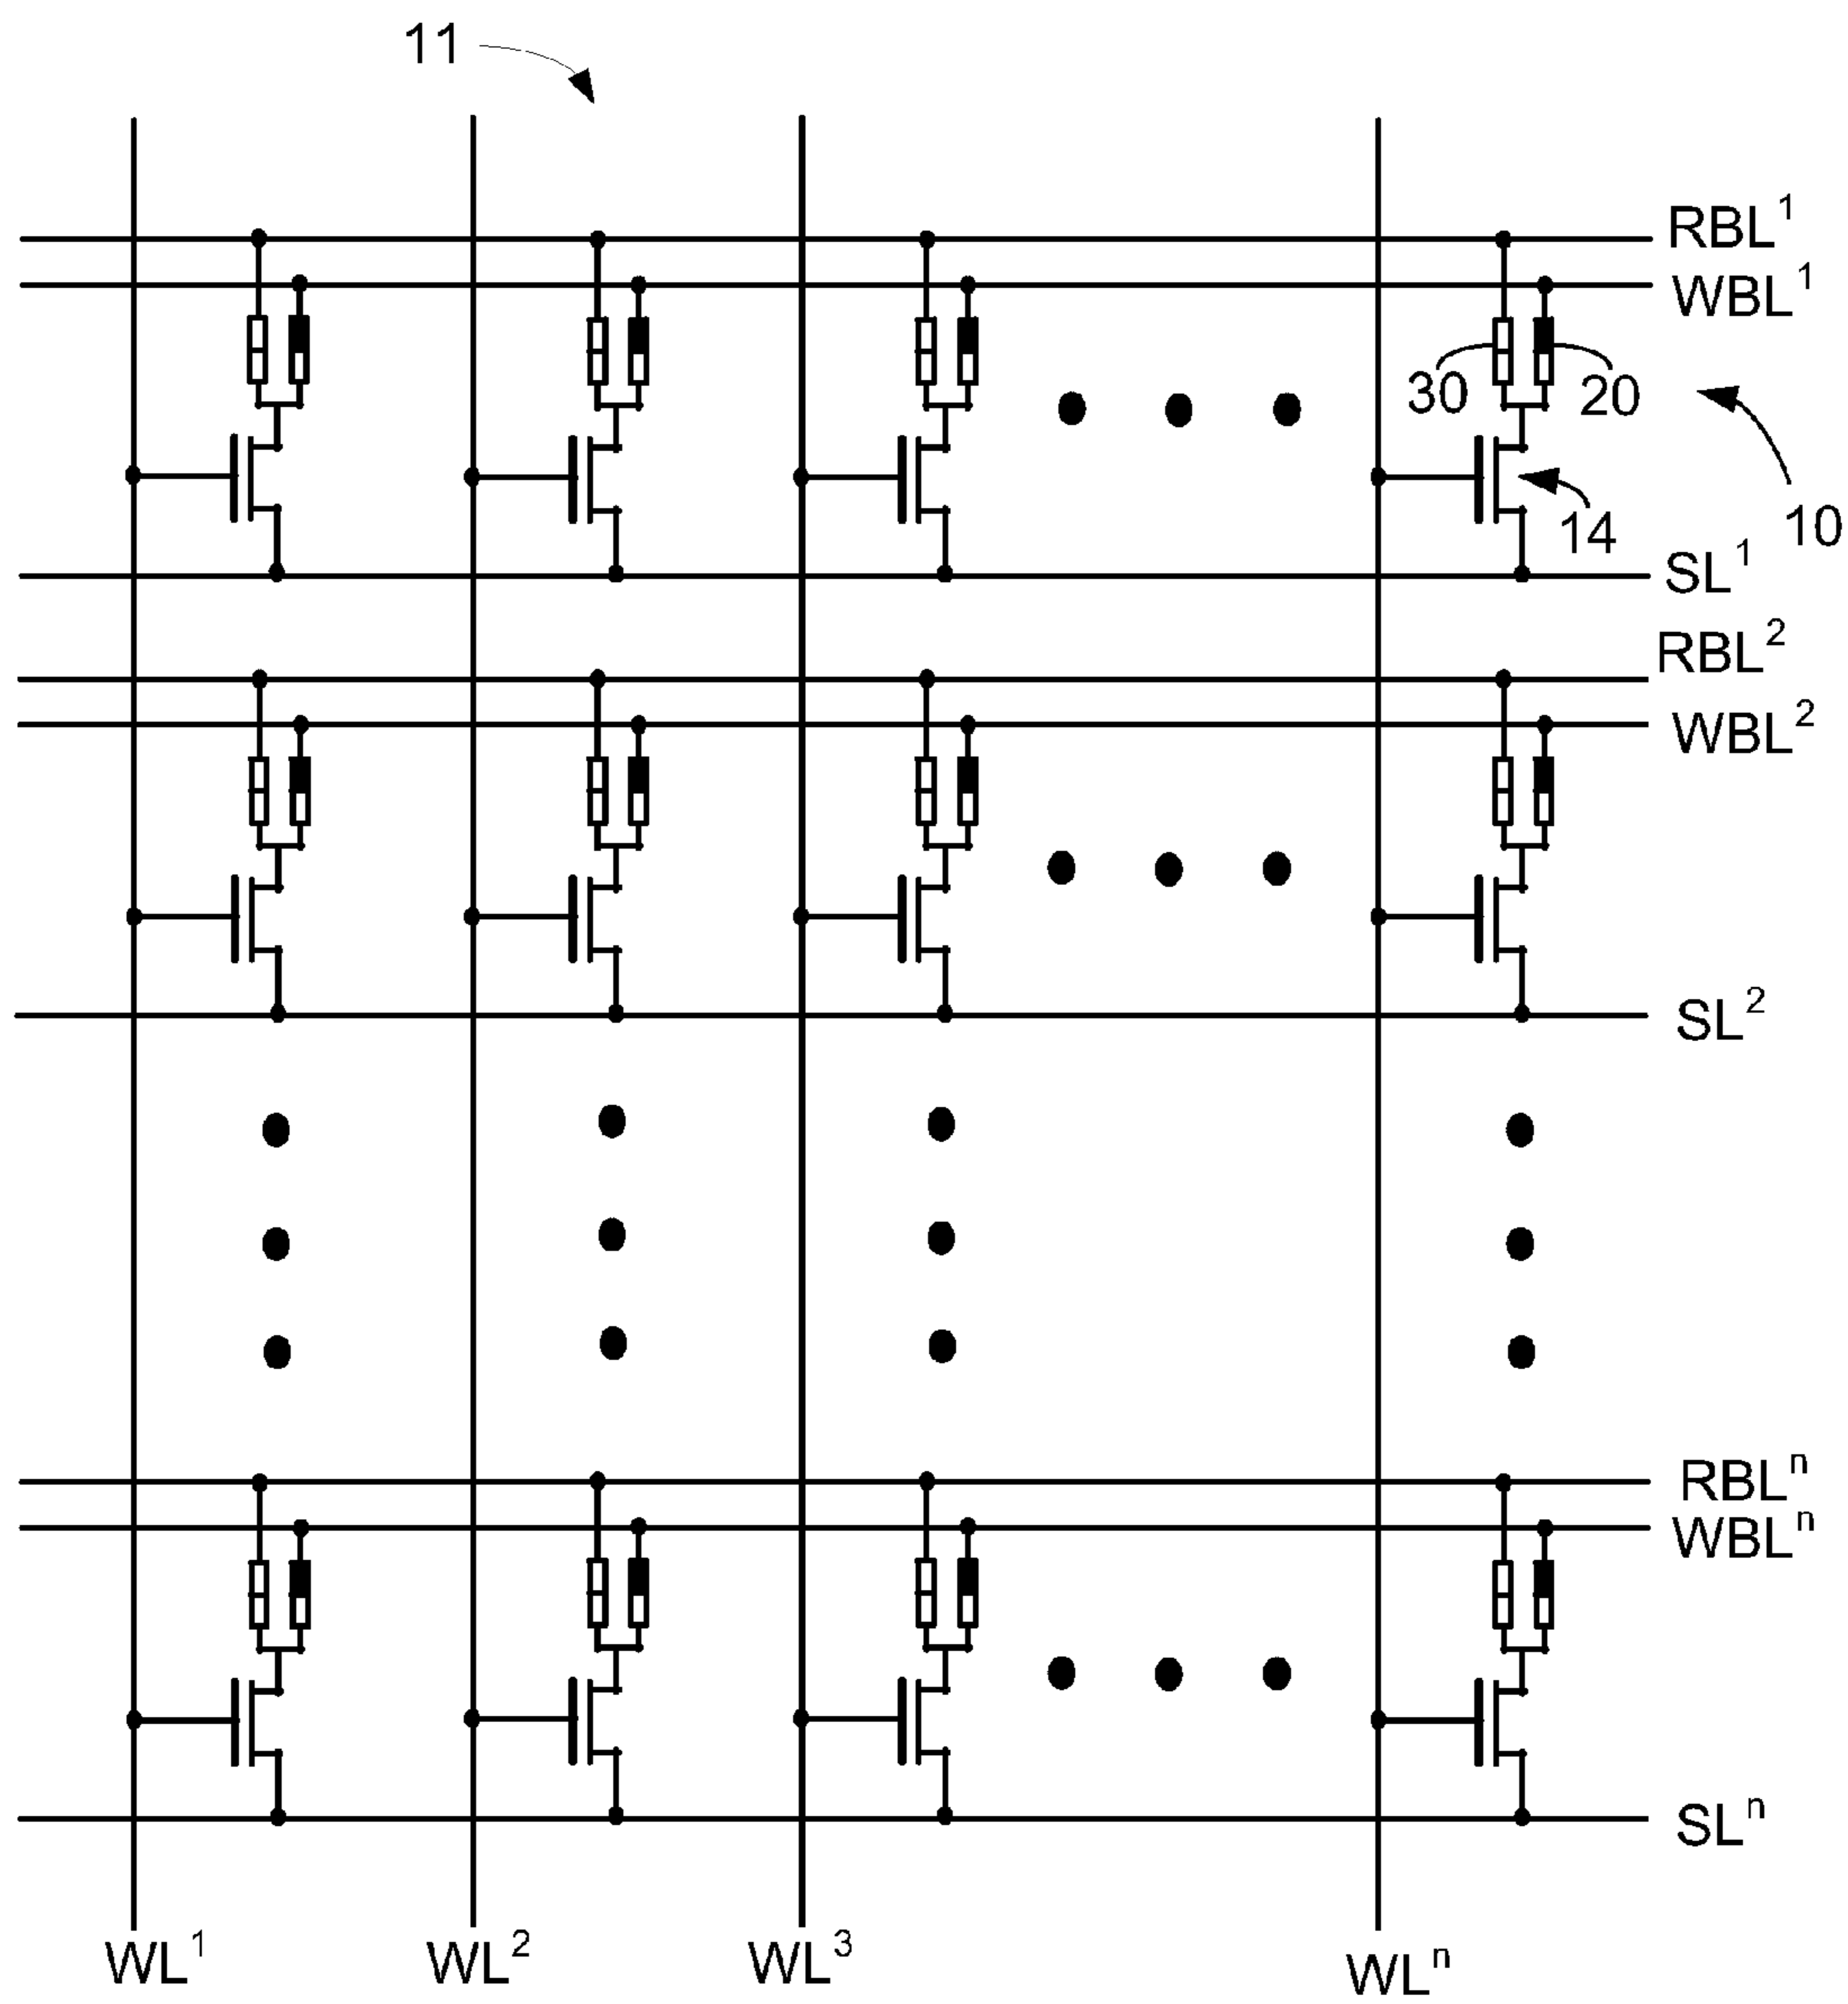 11
RBL¹
WBL¹
30
20
14
10
SL¹
RBL²
WBL²
SL²
RBLⁿ
WBLⁿ
SLⁿ
WL¹ WL² WL³ WLⁿ